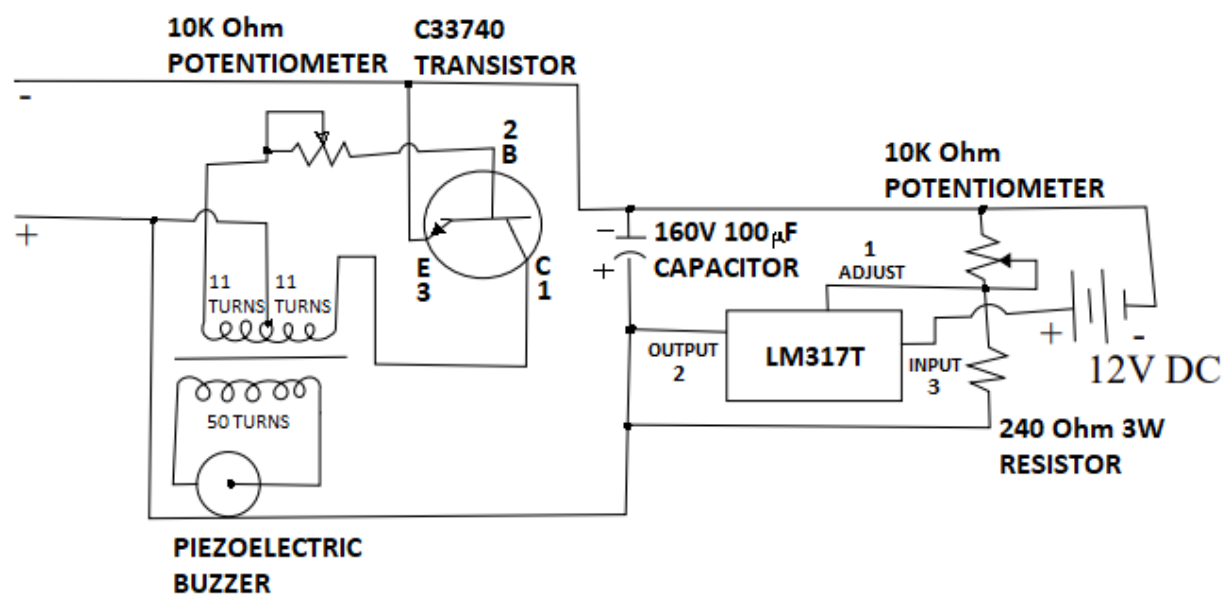 10K Ohm
POTENTIOMETER
C33740
TRANSISTOR
-
2
B
10K Ohm
POTENTIOMETER
+
E
3
C
1
−
+
160V 100μF
CAPACITOR
1
ADJUST
11
TURNS
11
TURNS
OUTPUT
2
LM317T
INPUT
3
+
-
12V DC
50 TURNS
240 Ohm 3W
RESISTOR
PIEZOELECTRIC
BUZZER